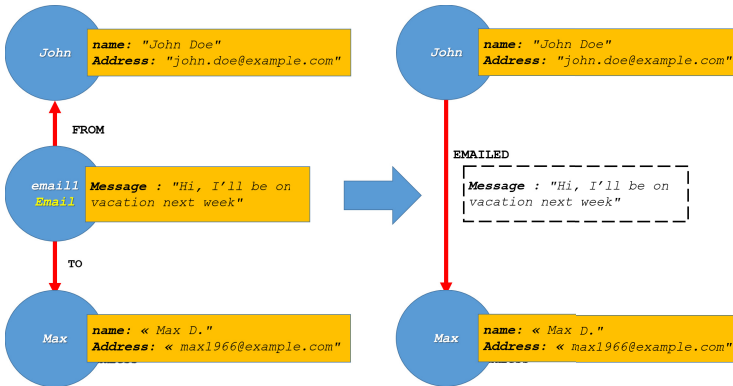 John
name: "John Doe"
Address: "john.doe@example.com"
FROM
email1
Email
Message : "Hi, I'll be on
vacation next week"
TO
Max
name: « Max D."
Address: « max1966@example.com"
John
name: "John Doe"
Address: "john.doe@example.com"
EMAILED
Message : "Hi, I'll be on
vacation next week"
Max
name: « Max D."
Address: « max1966@example.com"